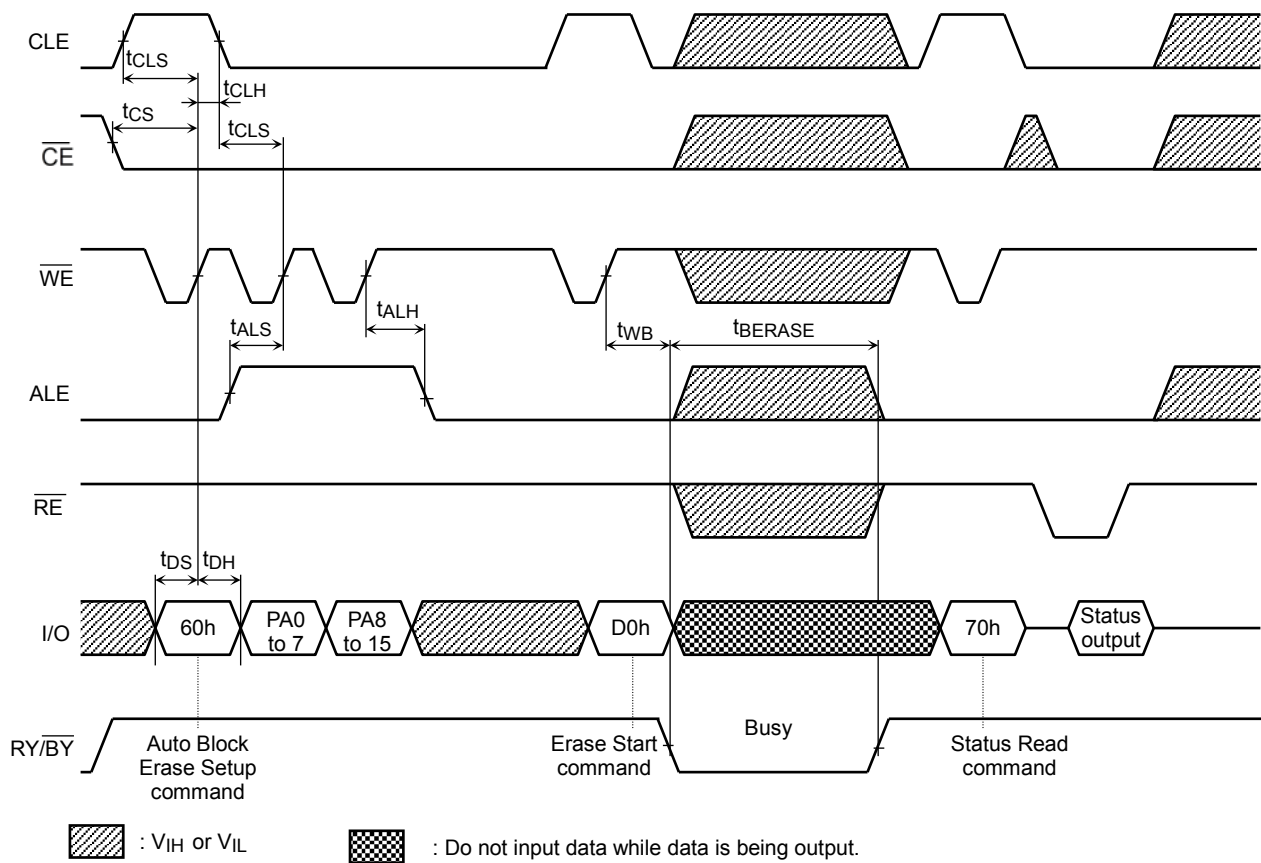 CLE
tCLS
tCLH
tCS
tCLS
CE
WE
tALS
tALH
tWB
tBERASE
ALE
RE
tDS
tDH
I/O
60h
PA0
to 7
PA8
to 15
D0h
70h
Status
output
RY/BY
Busy
Auto Block
Erase Setup
command
Erase Start
command
Status Read
command
: VIH or VIL
: Do not input data while data is being output.